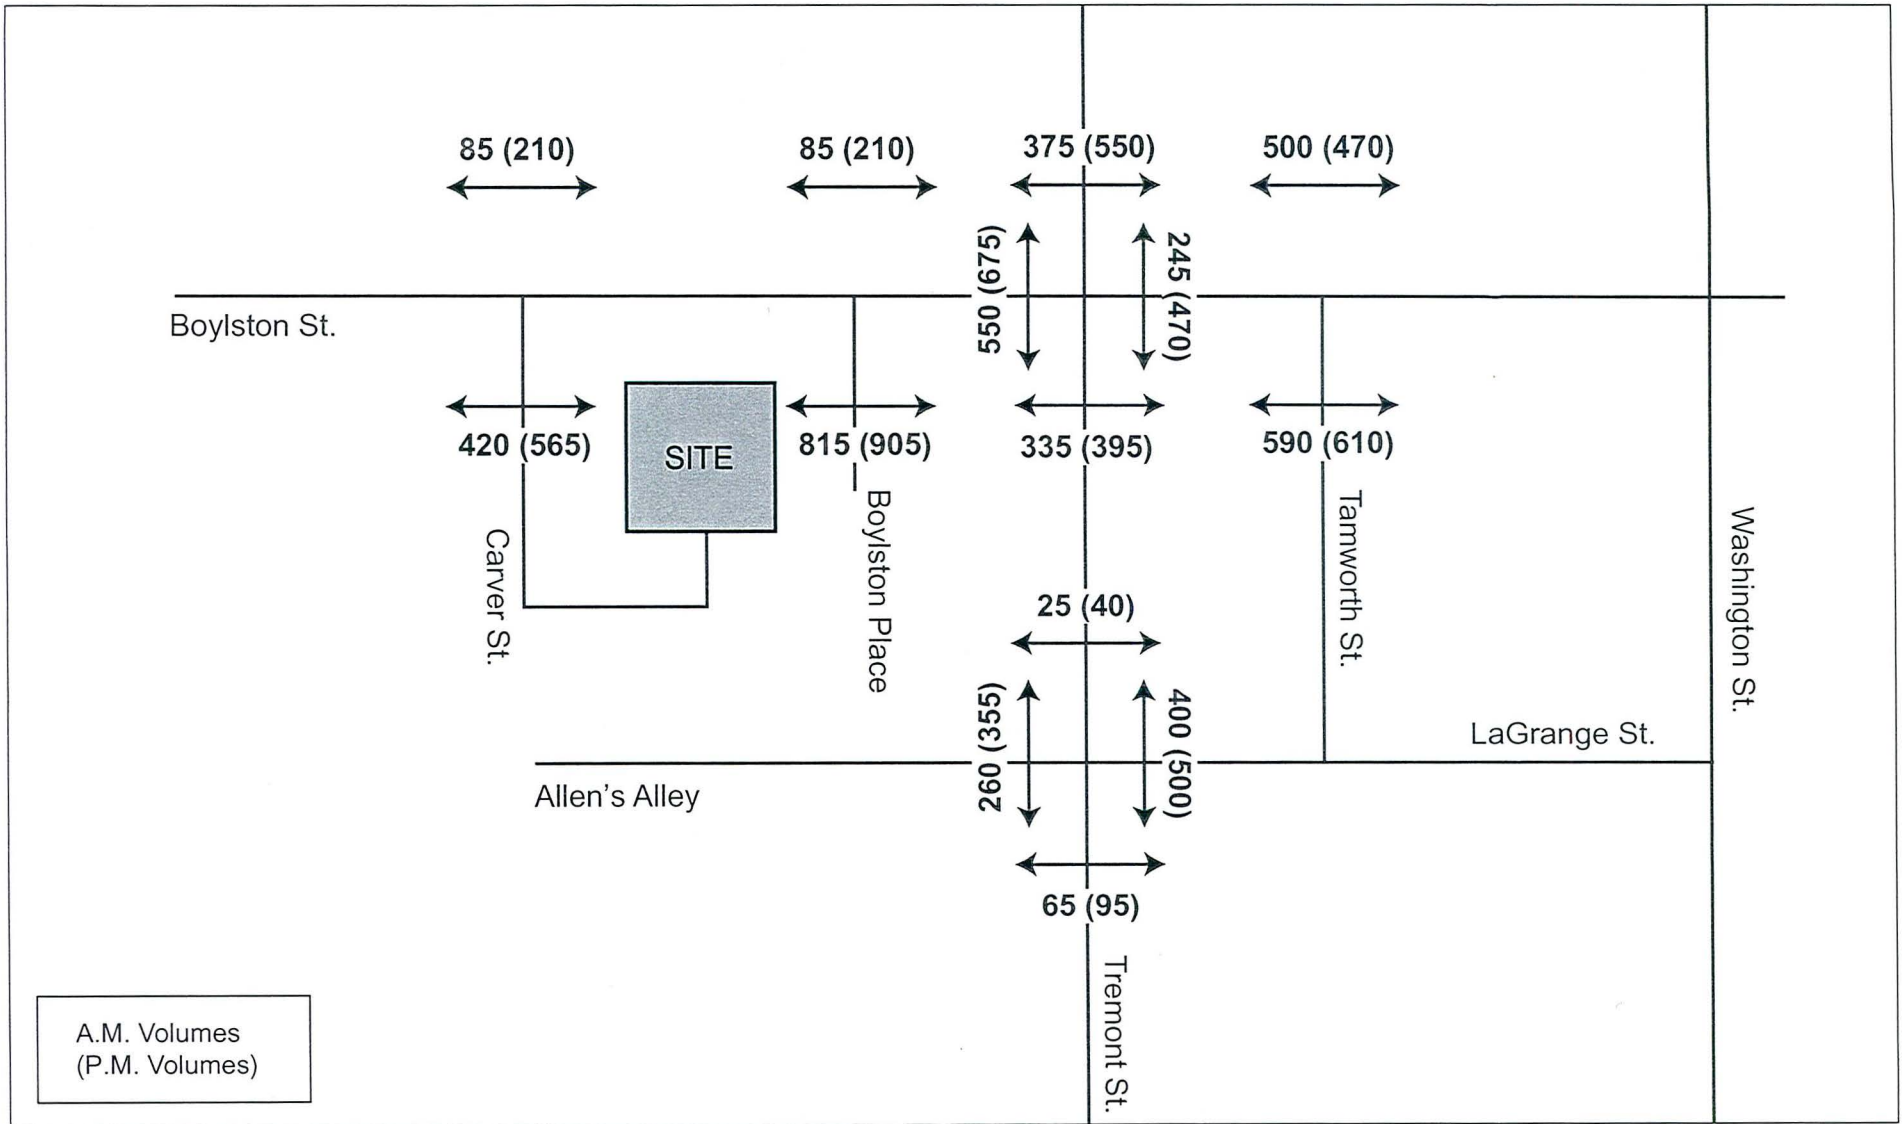 85 (210)
85 (210)
375 (550)
500 (470)
550 (675)
245 (470)
Boylston St.
420 (565)
SITE
815 (905)
335 (395)
590 (610)
Carver St.
Boylston Place
Tamworth St.
Washington St.
25 (40)
260 (355)
400 (500)
LaGrange St.
Allen's Alley
65 (95)
Tremont St.
A.M. Volumes
(P.M. Volumes)